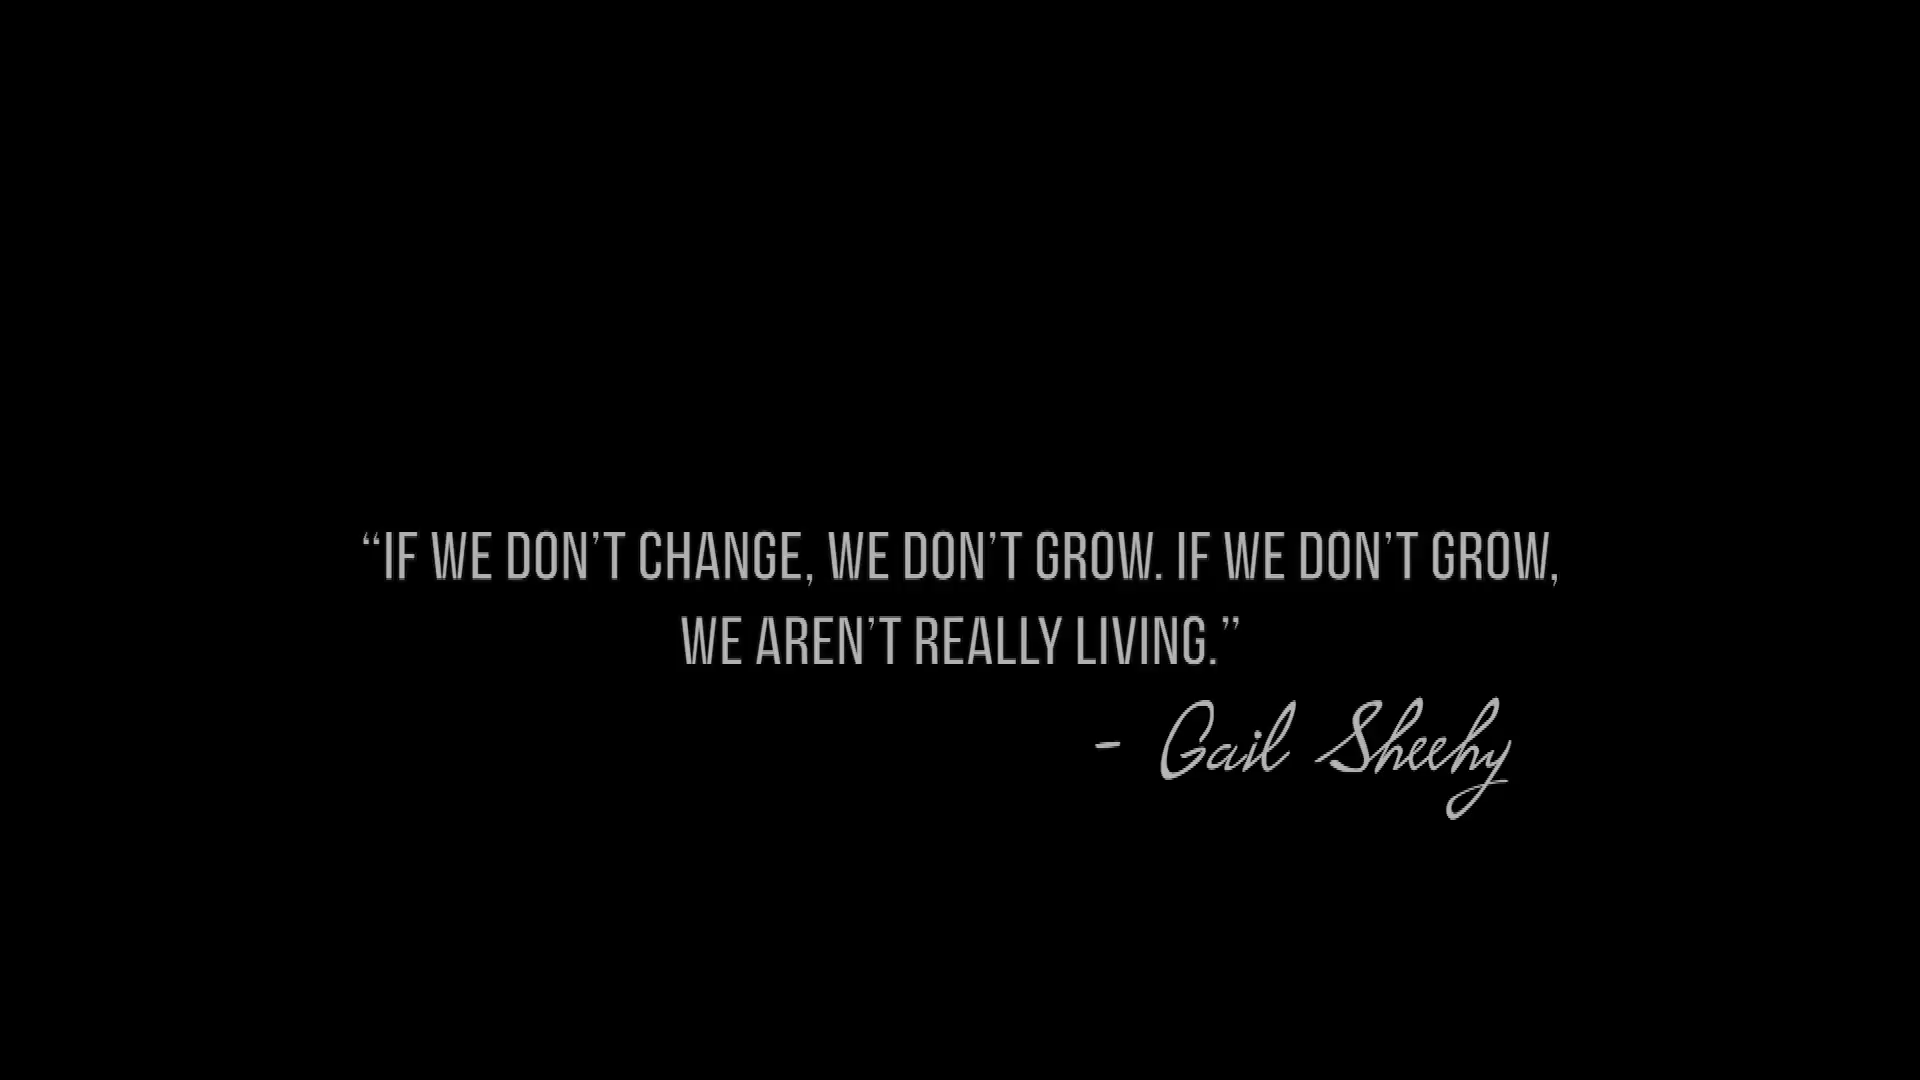 “IF WE DON’T CHANGE, WE DON’T GROW. IF WE DON’T GROW,
WE AREN’T REALLY LIVING.”
- Gail Sheehy